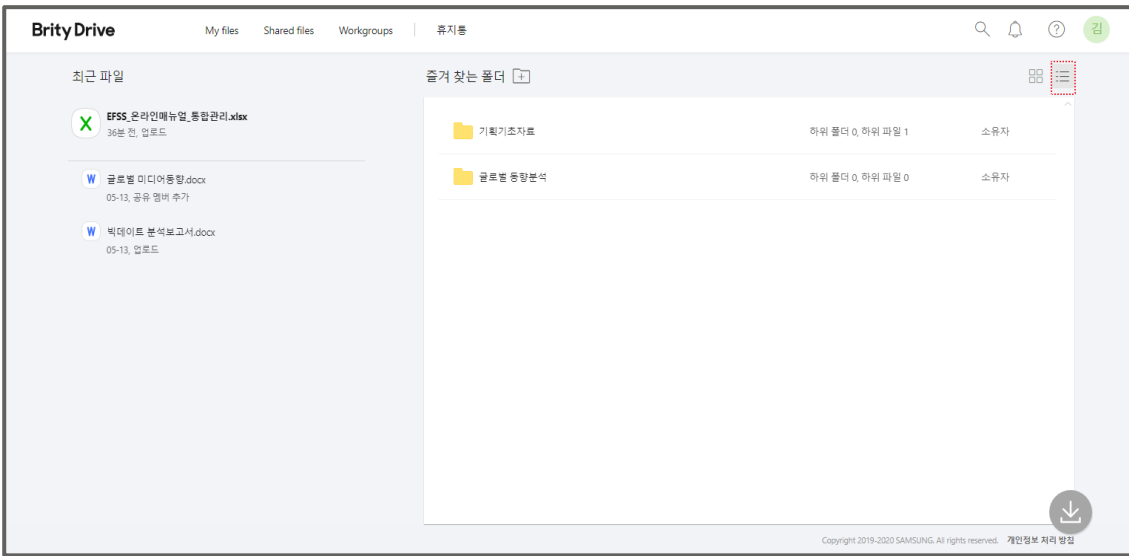 Brity Drive My files Shared files Workgroups 휴지통 김
최근 파일
EFSS_온라인매뉴얼_통합관리.xlsx
36분 전, 업로드
글로벌 미디어동향.docx
05-13, 공유 멤버 추가
빅데이트 분석보고서.docx
05-13, 업로드
즐겨 찾는 폴더
기획기초자료 하위 폴더 0, 하위 파일 1 소유자
글로벌 동향분석 하위 폴더 0, 하위 파일 0 소유자
Copyright 2019-2020 SAMSUNG. All rights reserved. 개인정보 처리 방침